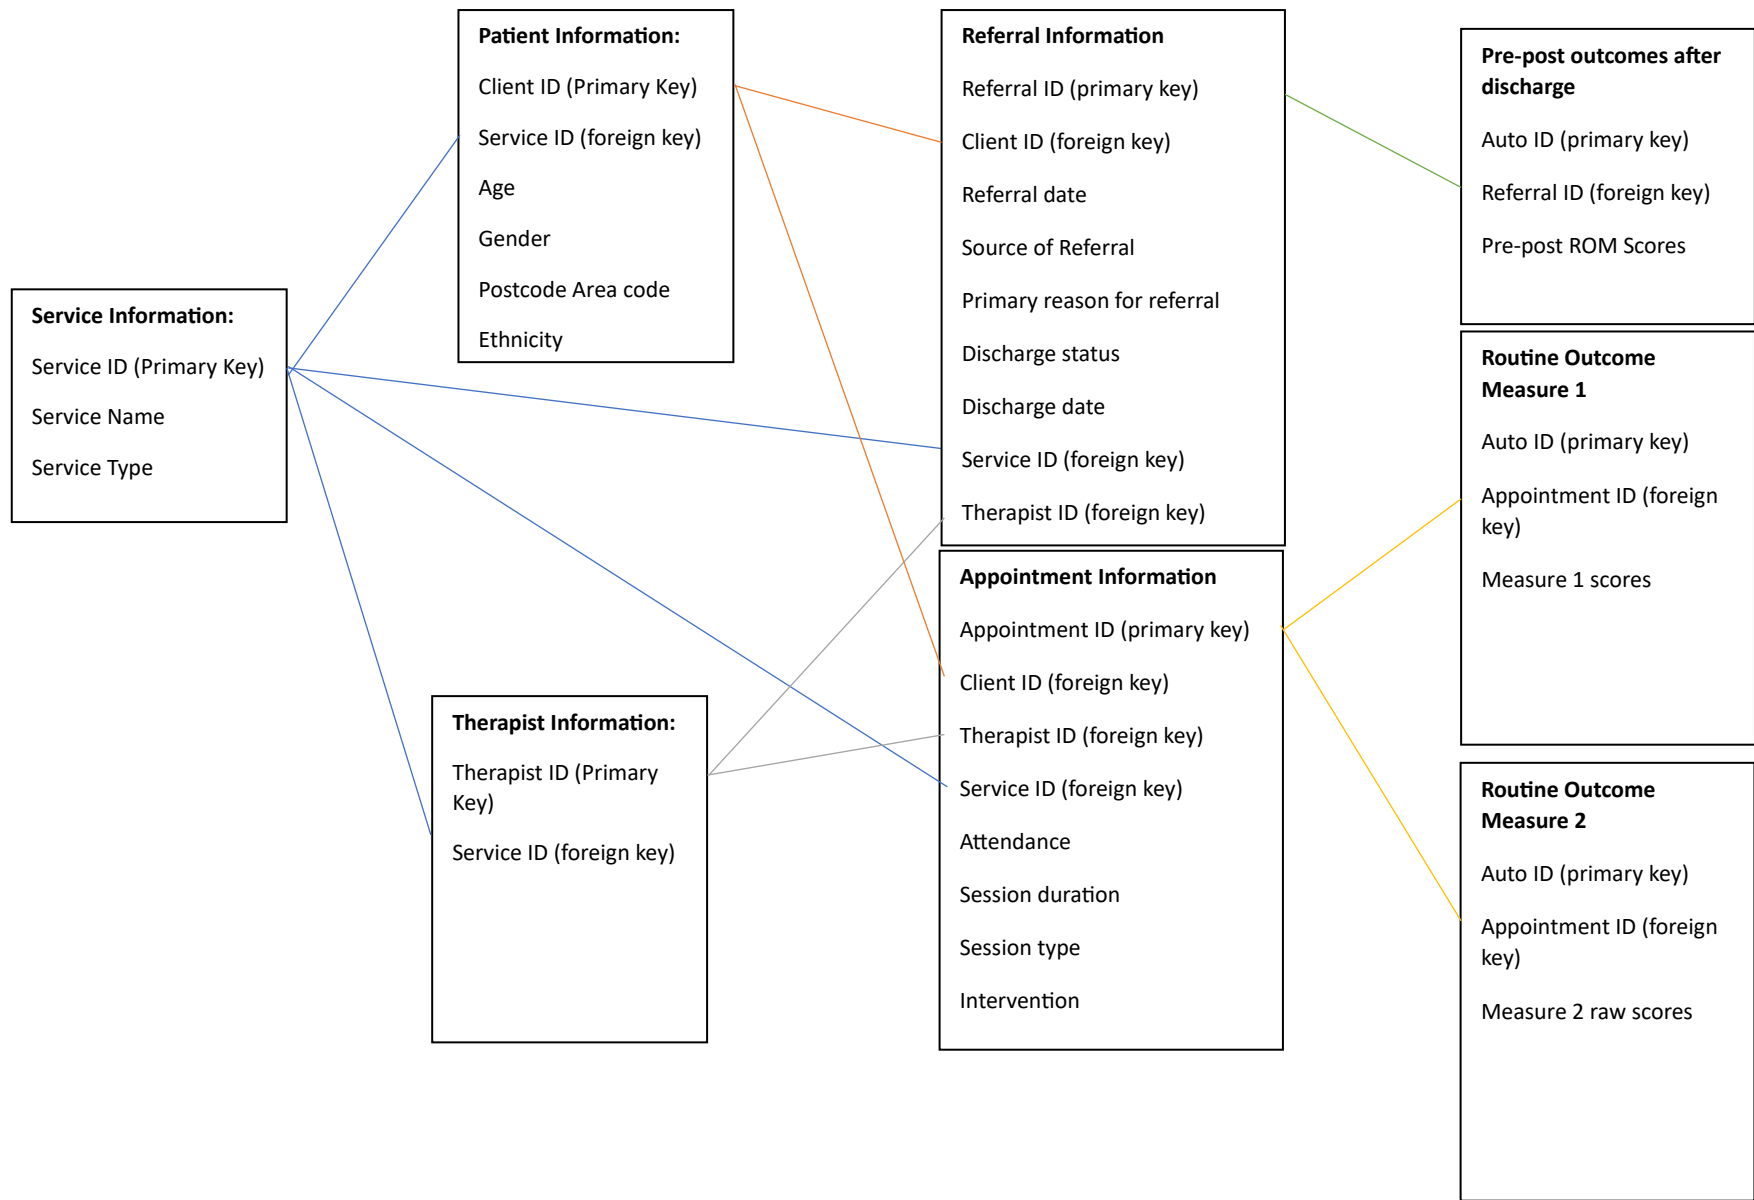 Service Information:
Service ID (Primary Key)
Service Name
Service Type
Patient Information:
Client ID (Primary Key)
Service ID (foreign key)
Age
Gender
Postcode Area code
Ethnicity
Therapist Information:
Therapist ID (Primary
Key)
Service ID (foreign key)
Referral Information
Referral ID (primary key)
Client ID (foreign key)
Referral date
Source of Referral
Primary reason for referral
Discharge status
Discharge date
Service ID (foreign key)
Therapist ID (foreign key)
Appointment Information
Appointment ID (primary key)
Client ID (foreign key)
Therapist ID (foreign key)
Service ID (foreign key)
Attendance
Session duration
Session type
Intervention
Pre-post outcomes after
discharge
Auto ID (primary key)
Referral ID (foreign key)
Pre-post ROM Scores
Routine Outcome
Measure 1
Auto ID (primary key)
Appointment ID (foreign
key)
Measure 1 scores
Routine Outcome
Measure 2
Auto ID (primary key)
Appointment ID (foreign
key)
Measure 2 raw scores